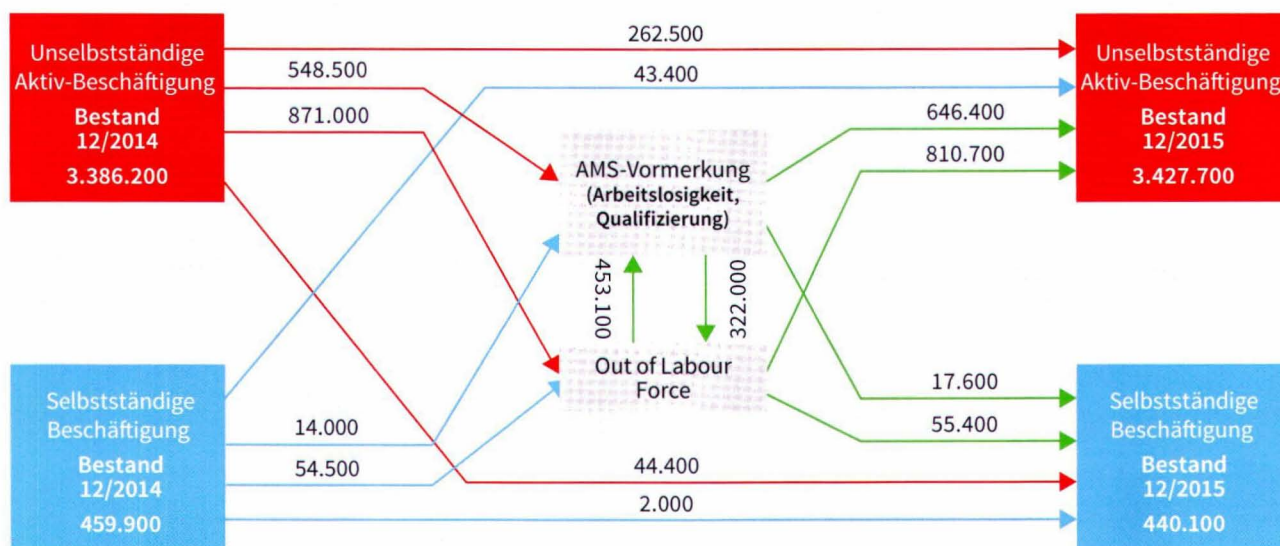 Unselbstständige
Aktiv-Beschäftigung
Bestand
12/2014
3.386.200
262.500
548.500
43.400
871.000
Unselbstständige
Aktiv-Beschäftigung
Bestand
12/2015
3.427.700
646.400
810.700
AMS-Vormerkung
(Arbeitslosigkeit,
Qualifizierung)
453.100
322.000
Out of Labour
Force
Selbstständige
Beschäftigung
Bestand
12/2014
459.900
14.000
54.500
44.400
2.000
17.600
55.400
Selbstständige
Beschäftigung
Bestand
12/2015
440.100